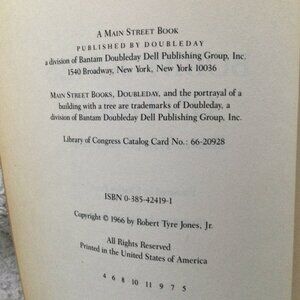 A MAIN STREET BOOK
PUBLISHED BY DOUBLEDAY
a division of Bantam Doubleday Dell Publishing Group, Inc.
1540 Broadway, New York, New York 10036
MAIN STREET BOOKS, DOUBLEDAY, and the portrayal of a
building with a tree are trademarks of Doubleday, a
division of Bantam Doubleday Dell Publishing Group, Inc.
Library of Congress Catalog Card No.: 66-20928
ISBN 0-385-42419-1
Copyright © 1966 by Robert Tyre Jones, Jr.
All Rights Reserved
Printed in the United States of America
4 6 8 10 11 9 7 5